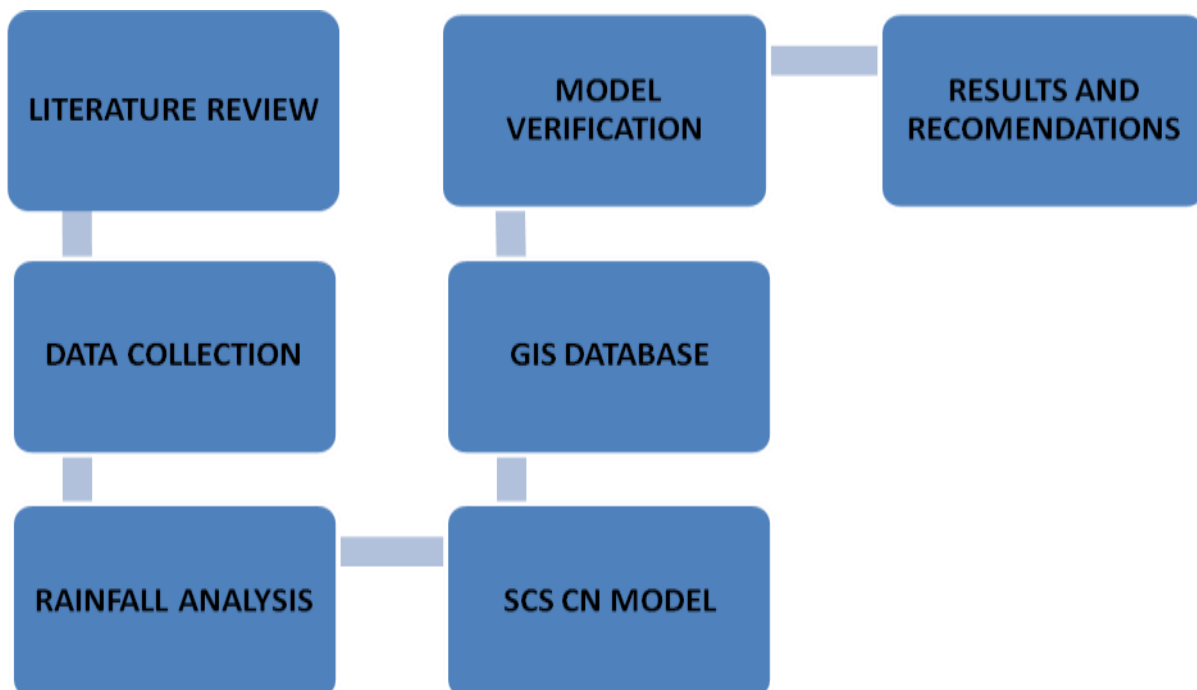 LITERATURE REVIEW
DATA COLLECTION
RAINFALL ANALYSIS
SCS CN MODEL
GIS DATABASE
MODEL
VERIFICATION
RESULTS AND
RECOMENDATIONS